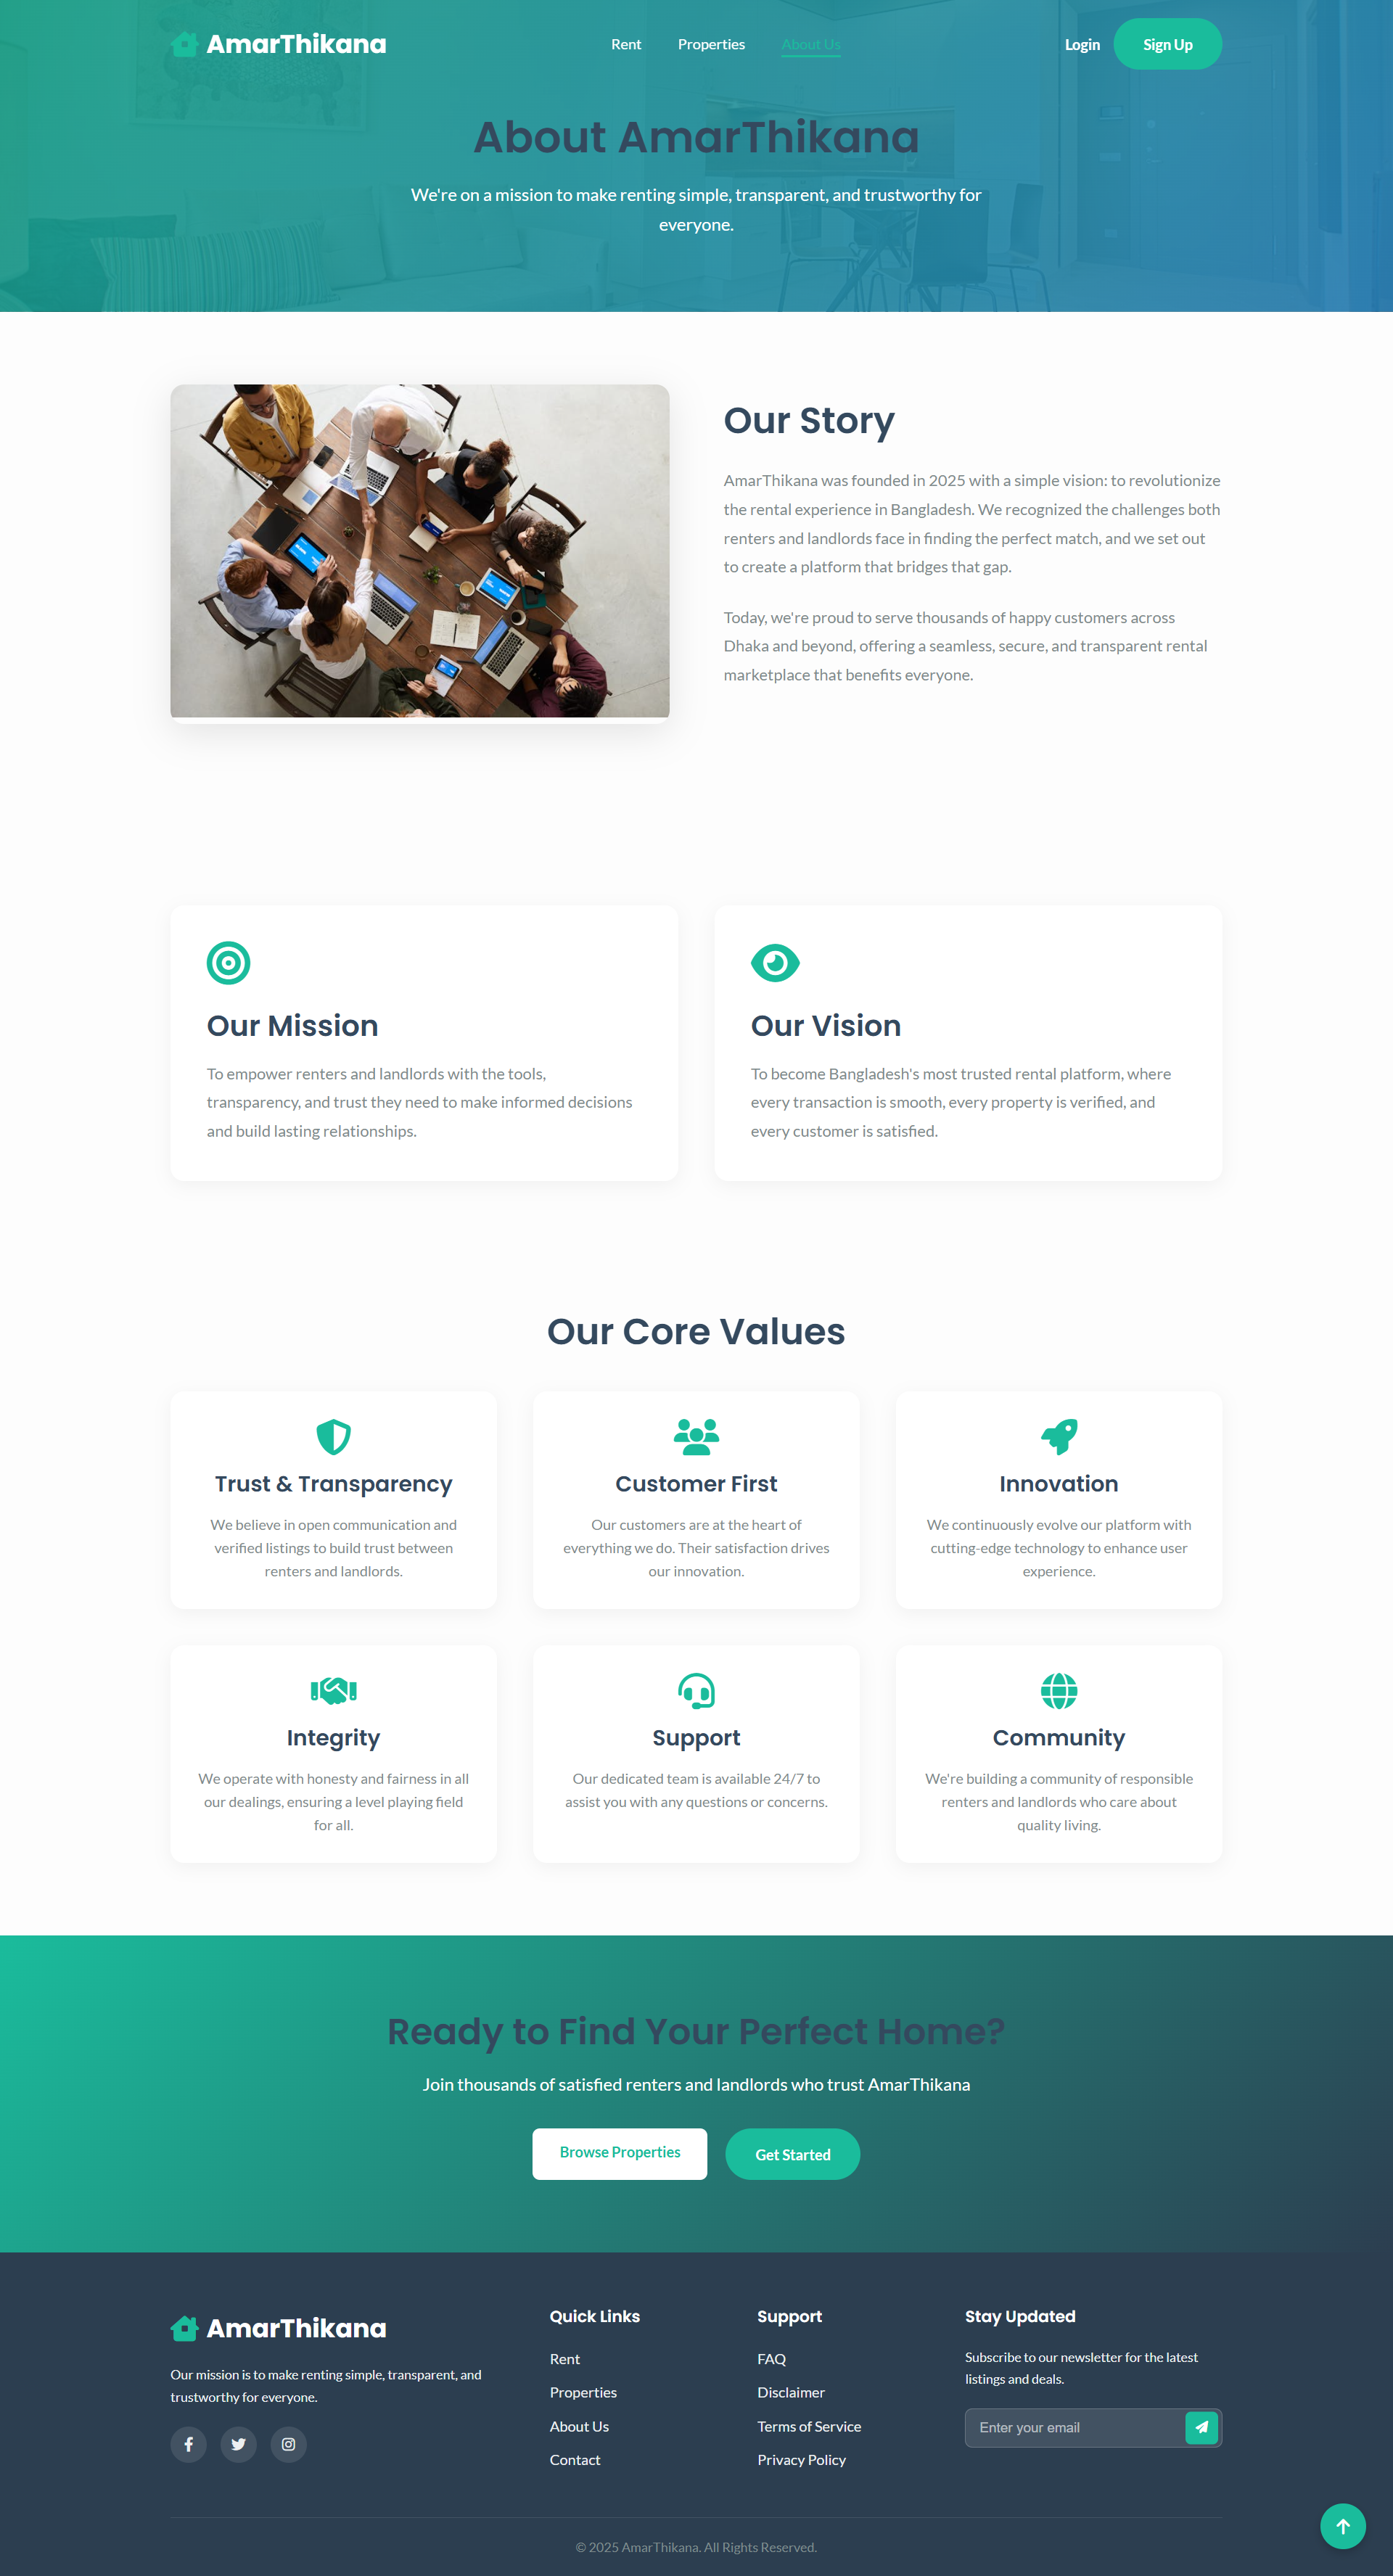 AmarThikana
Rent
Properties
About Us
Login
Sign Up
About AmarThikana
We're on a mission to make renting simple, transparent, and trustworthy for
everyone.
Our Story
AmarThikana was founded in 2025 with a simple vision: to revolutionize
the rental experience in Bangladesh. We recognized the challenges both
renters and landlords face in finding the perfect match, and we set out
to create a platform that bridges that gap.
Today, we're proud to serve thousands of happy customers across
Dhaka and beyond, offering a seamless, secure, and transparent rental
marketplace that benefits everyone.
Our Mission
To empower renters and landlords with the tools,
transparency, and trust they need to make informed decisions
and build lasting relationships.
Our Vision
To become Bangladesh's most trusted rental platform, where
every transaction is smooth, every property is verified, and
every customer is satisfied.
Our Core Values
Trust & Transparency
We believe in open communication and
verified listings to build trust between
renters and landlords.
Customer First
Our customers are at the heart of
everything we do. Their satisfaction drives
our innovation.
Innovation
We continuously evolve our platform with
cutting-edge technology to enhance user
experience.
Integrity
We operate with honesty and fairness in all
our dealings, ensuring a level playing field
for all.
Support
Our dedicated team is available 24/7 to
assist you with any questions or concerns.
Community
We're building a community of responsible
renters and landlords who care about
quality living.
Ready to Find Your Perfect Home?
Join thousands of satisfied renters and landlords who trust AmarThikana
Browse Properties
Get Started
AmarThikana
Our mission is to make renting simple, transparent, and
trustworthy for everyone.
Quick Links
Rent
Properties
About Us
Contact
Support
FAQ
Disclaimer
Terms of Service
Privacy Policy
Stay Updated
Subscribe to our newsletter for the latest
listings and deals.
Enter your email
© 2025 AmarThikana. All Rights Reserved.